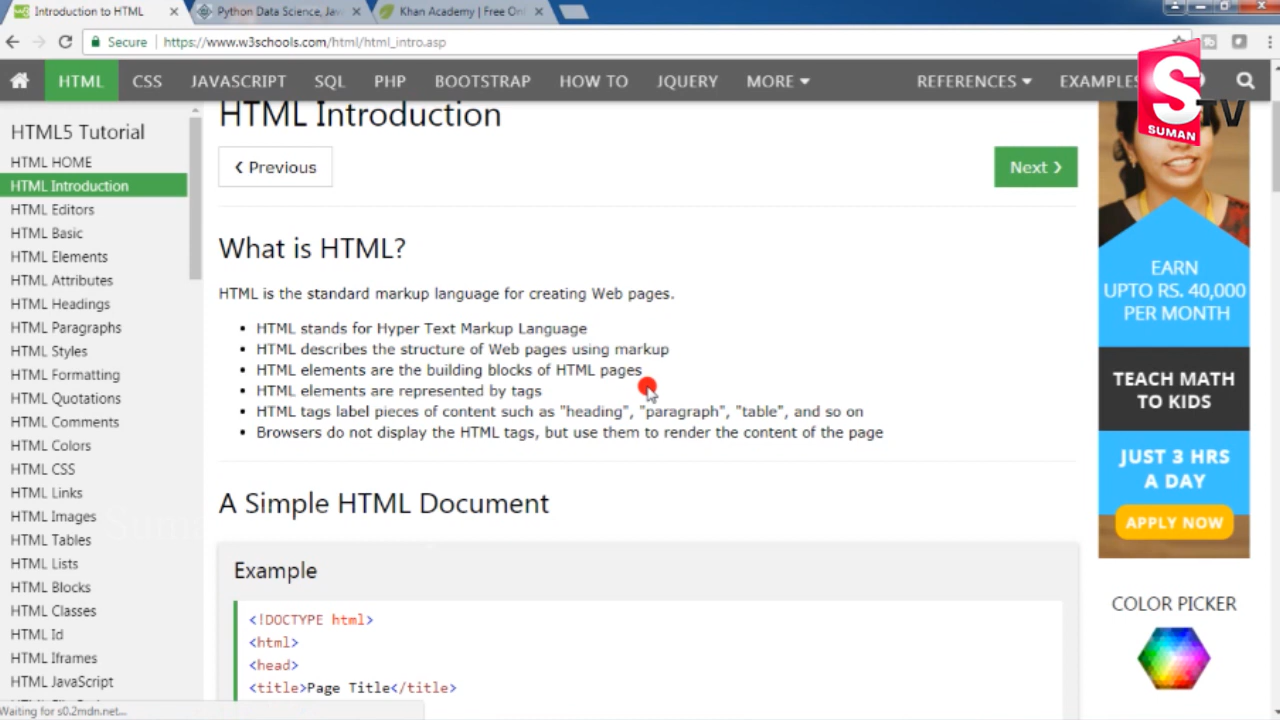 Introduction to HTML
Python Data Science, Jav
Khan Academy | Free Onl
Secure
https://www.w3schools.com/html/html_intro.asp
HTML
CSS
JAVASCRIPT
SQL
PHP
BOOTSTRAP
HOW TO
JQUERY
MORE
REFERENCES
EXAMPLES
S
TV
SUMAN
HTML5 Tutorial
HTML HOME
HTML Introduction
HTML Editors
HTML Basic
HTML Elements
HTML Attributes
HTML Headings
HTML Paragraphs
HTML Styles
HTML Formatting
HTML Quotations
HTML Comments
HTML Colors
HTML CSS
HTML Links
HTML Images
HTML Tables
HTML Lists
HTML Blocks
HTML Classes
HTML Id
HTML Iframes
HTML JavaScript
HTML Introduction
❮ Previous
Next ❯
What is HTML?
HTML is the standard markup language for creating Web pages.
• HTML stands for Hyper Text Markup Language
• HTML describes the structure of Web pages using markup
• HTML elements are the building blocks of HTML pages
• HTML elements are represented by tags
• HTML tags label pieces of content such as "heading", "paragraph", "table", and so on
• Browsers do not display the HTML tags, but use them to render the content of the page
A Simple HTML Document
Example
<!DOCTYPE html>
<html>
<head>
<title>Page Title</title>
EARN
UPTO RS. 40,000
PER MONTH
TEACH MATH
TO KIDS
JUST 3 HRS
A DAY
APPLY NOW
COLOR PICKER
Waiting for s0.2mdn.net...